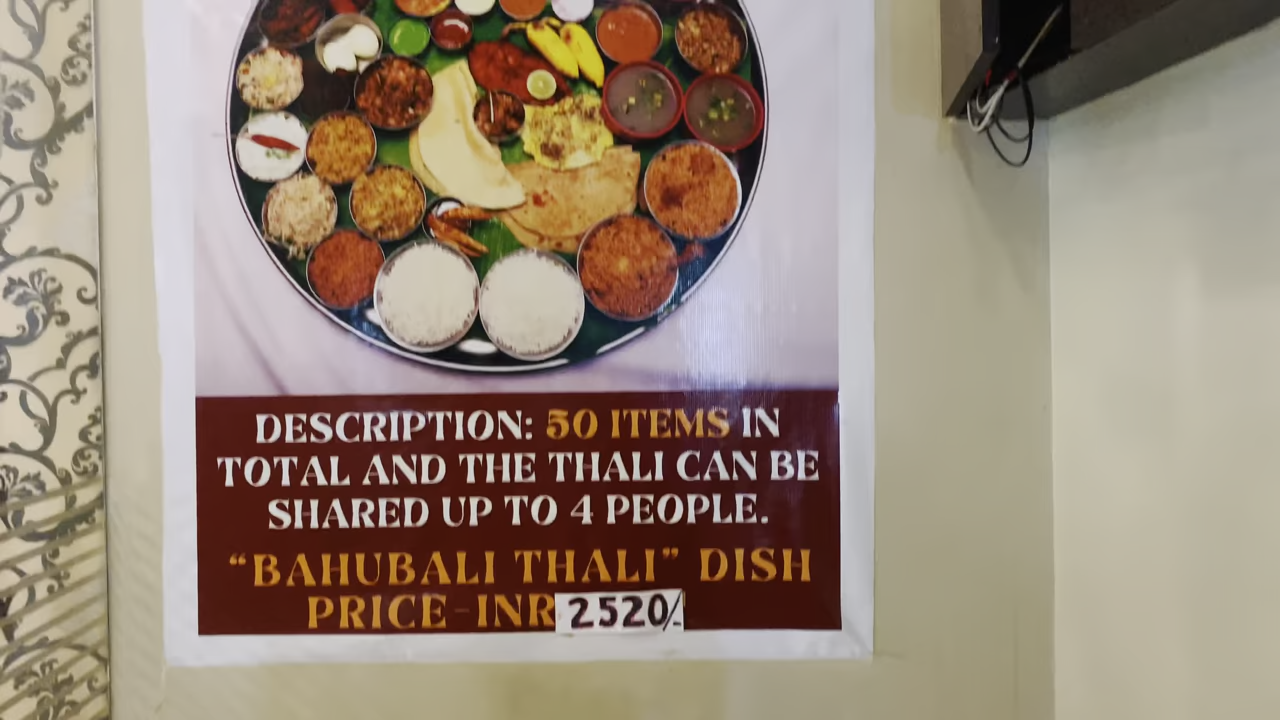 DESCRIPTION: 50 ITEMS IN
TOTAL AND THE THALI CAN BE
SHARED UP TO 4 PEOPLE.
“BAHUBALI THALI” DISH
PRICE-INR 2520/-